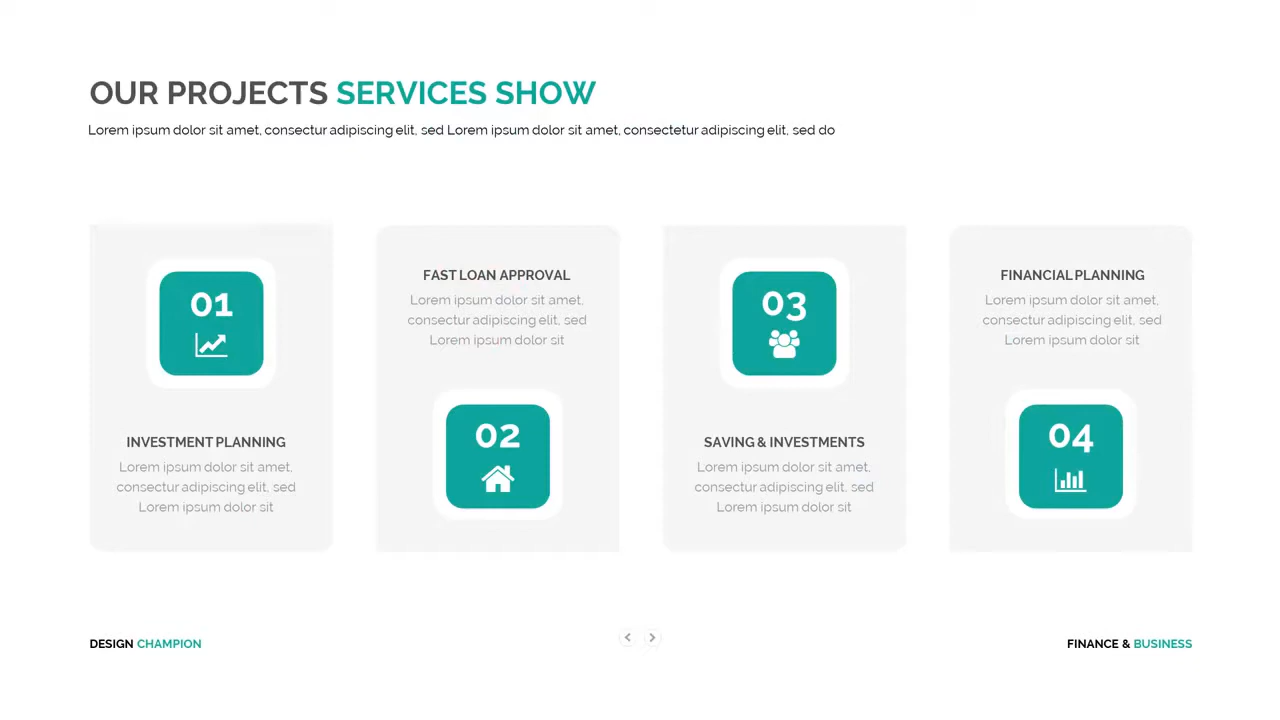 OUR PROJECTS SERVICES SHOW
Lorem ipsum dolor sit amet, consectur adipiscing elit, sed Lorem ipsum dolor sit amet, consectetur adipiscing elit, sed do
01
INVESTMENT PLANNING
Lorem ipsum dolor sit amet,
consectur adipiscing elit, sed
Lorem ipsum dolor sit
FAST LOAN APPROVAL
Lorem ipsum dolor sit amet,
consectur adipiscing elit, sed
Lorem ipsum dolor sit
02
03
SAVING & INVESTMENTS
Lorem ipsum dolor sit amet,
consectur adipiscing elit, sed
Lorem ipsum dolor sit
FINANCIAL PLANNING
Lorem ipsum dolor sit amet,
consectur adipiscing elit, sed
Lorem ipsum dolor sit
04
DESIGN CHAMPION
FINANCE & BUSINESS